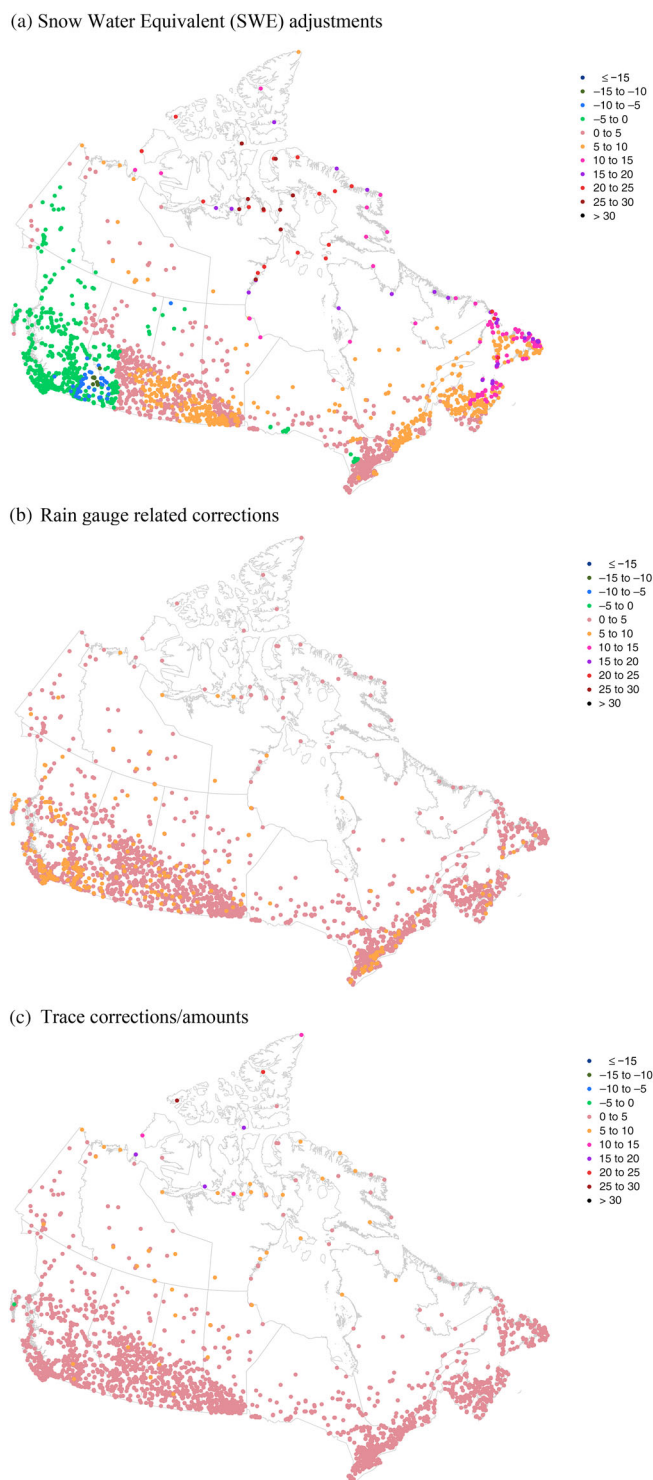 (a) Snow Water Equivalent (SWE) adjustments
≤ −15
−15 to −10
−10 to −5
−5 to 0
0 to 5
5 to 10
10 to 15
15 to 20
20 to 25
25 to 30
> 30
(b) Rain gauge related corrections
≤ −15
−15 to −10
−10 to −5
−5 to 0
0 to 5
5 to 10
10 to 15
15 to 20
20 to 25
25 to 30
> 30
(c) Trace corrections/amounts
≤ −15
−15 to −10
−10 to −5
−5 to 0
0 to 5
5 to 10
10 to 15
15 to 20
20 to 25
25 to 30
> 30